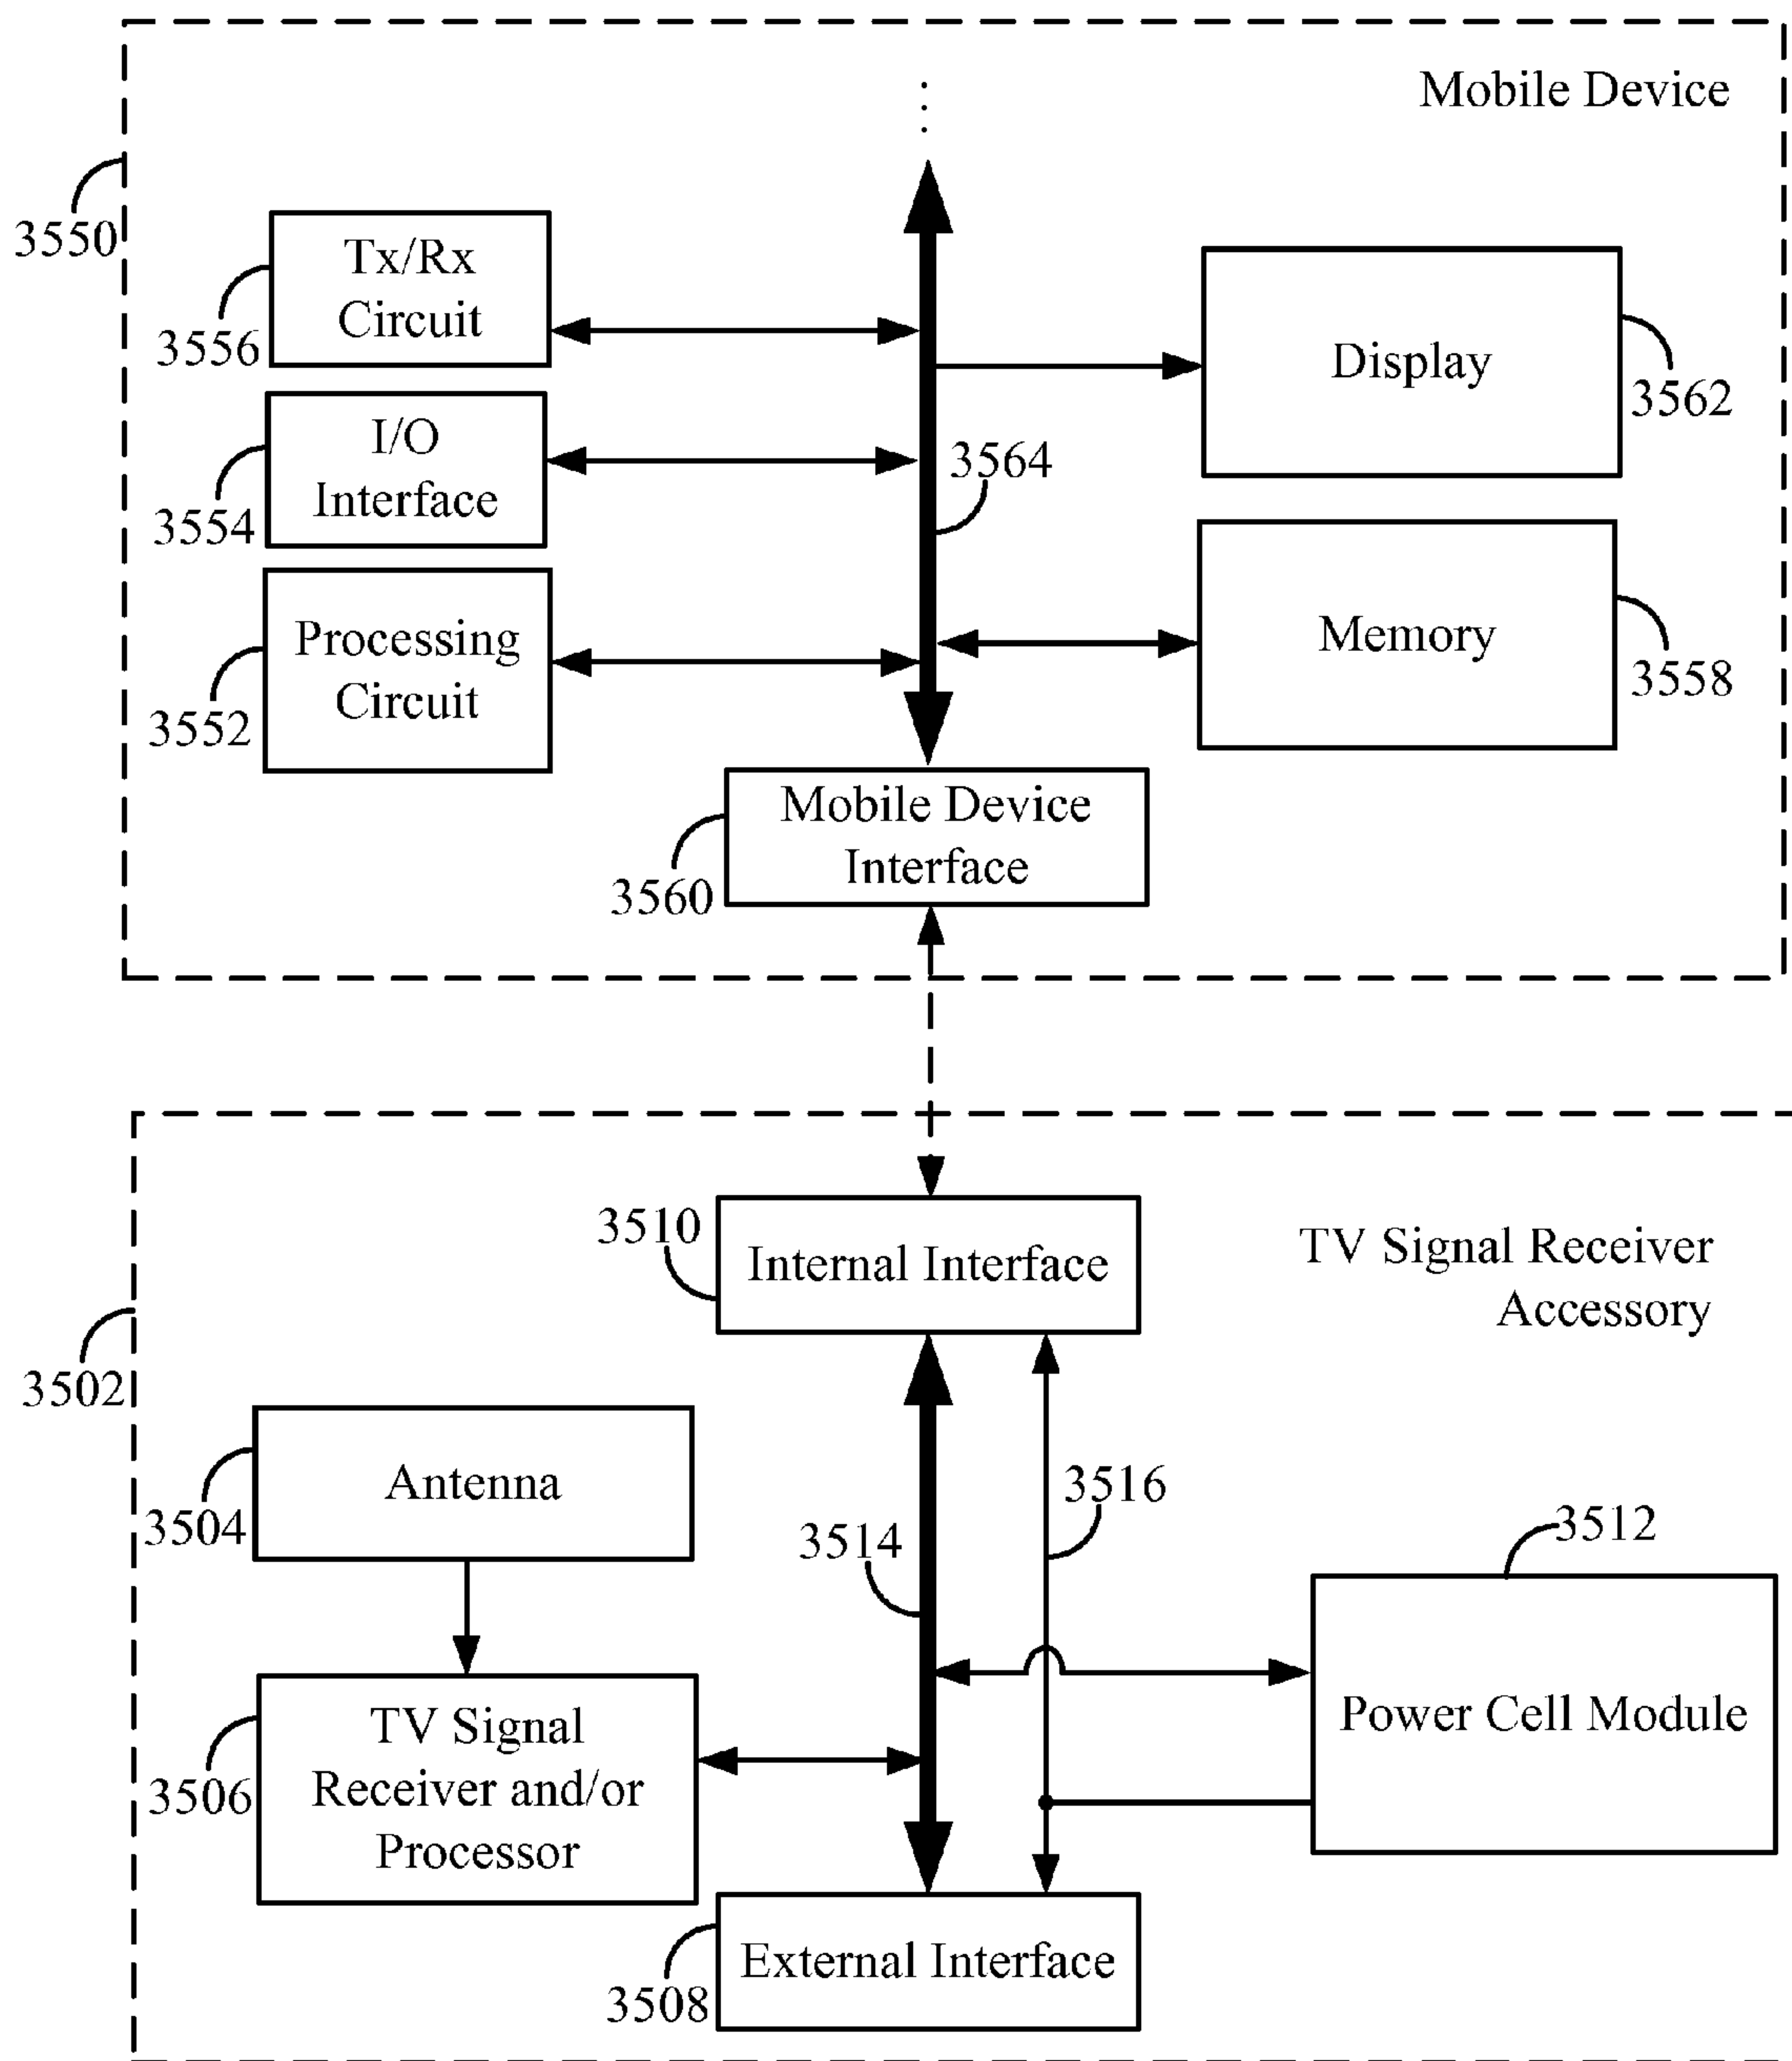 Mobile Device
3550
Tx/Rx
Circuit
3556
Display
3562
I/O
Interface
3554
3564
Processing
Circuit
3552
Memory
3558
Mobile Device
Interface
3560
3510
Internal Interface
TV Signal Receiver
Accessory
3502
Antenna
3504
3514
3516
3512
TV Signal
Receiver and/or
Processor
3506
Power Cell Module
External Interface
3508